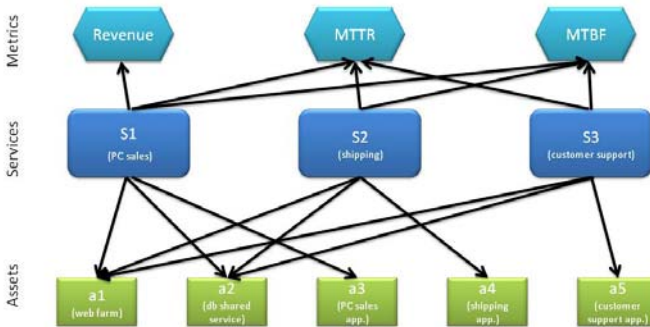 Metrics
Revenue
MTTR
MTBF
Services
S1
(PC sales)
S2
(shipping)
S3
(customer support)
Assets
a1
(web farm)
a2
(db shared
service)
a3
(PC sales
app.)
a4
(shipping
app.)
a5
(customer
support app.)